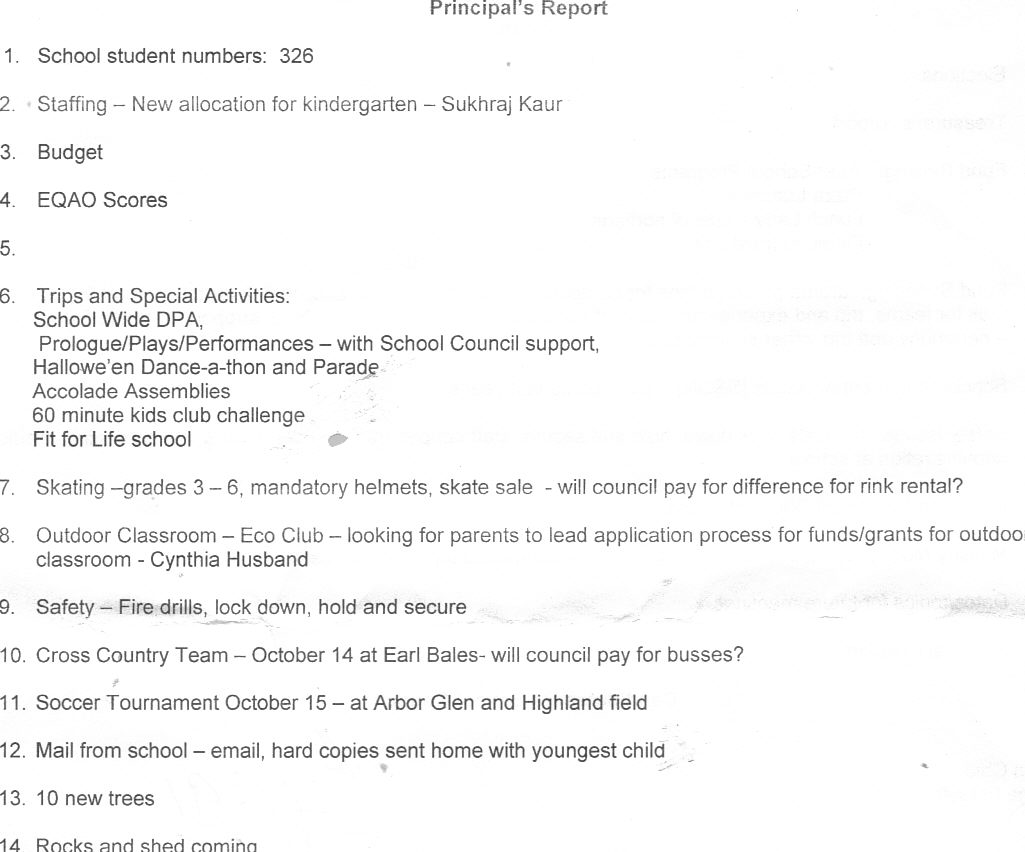 Principal's Report
1. School student numbers: 326
2. Staffing – New allocation for kindergarten – Sukhraj Kaur
3. Budget
4. EQAO Scores
5.
6. Trips and Special Activities:
School Wide DPA,
Prologue/Plays/Performances – with School Council support,
Hallowe'en Dance-a-thon and Parade
Accolade Assemblies
60 minute kids club challenge
Fit for Life school
7. Skating –grades 3 – 6, mandatory helmets, skate sale - will council pay for difference for rink rental?
8. Outdoor Classroom – Eco Club – looking for parents to lead application process for funds/grants for outdoo
classroom - Cynthia Husband
9. Safety – Fire drills, lock down, hold and secure
10. Cross Country Team – October 14 at Earl Bales- will council pay for busses?
11. Soccer Tournament October 15 – at Arbor Glen and Highland field
12. Mail from school – email, hard copies sent home with youngest child
13. 10 new trees
14. Rocks and shed coming